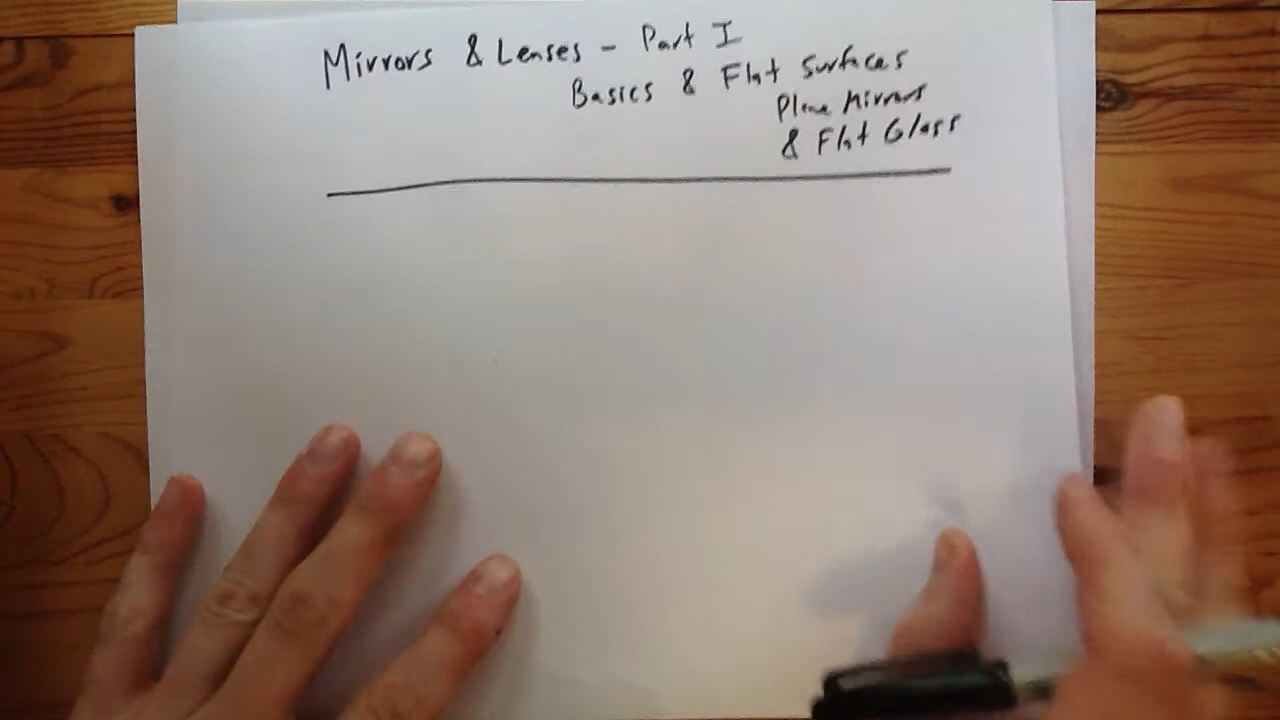 Mirrors & Lenses - Part I
Basics & Flat Surfaces
Plane Mirrors
& Flat Glass